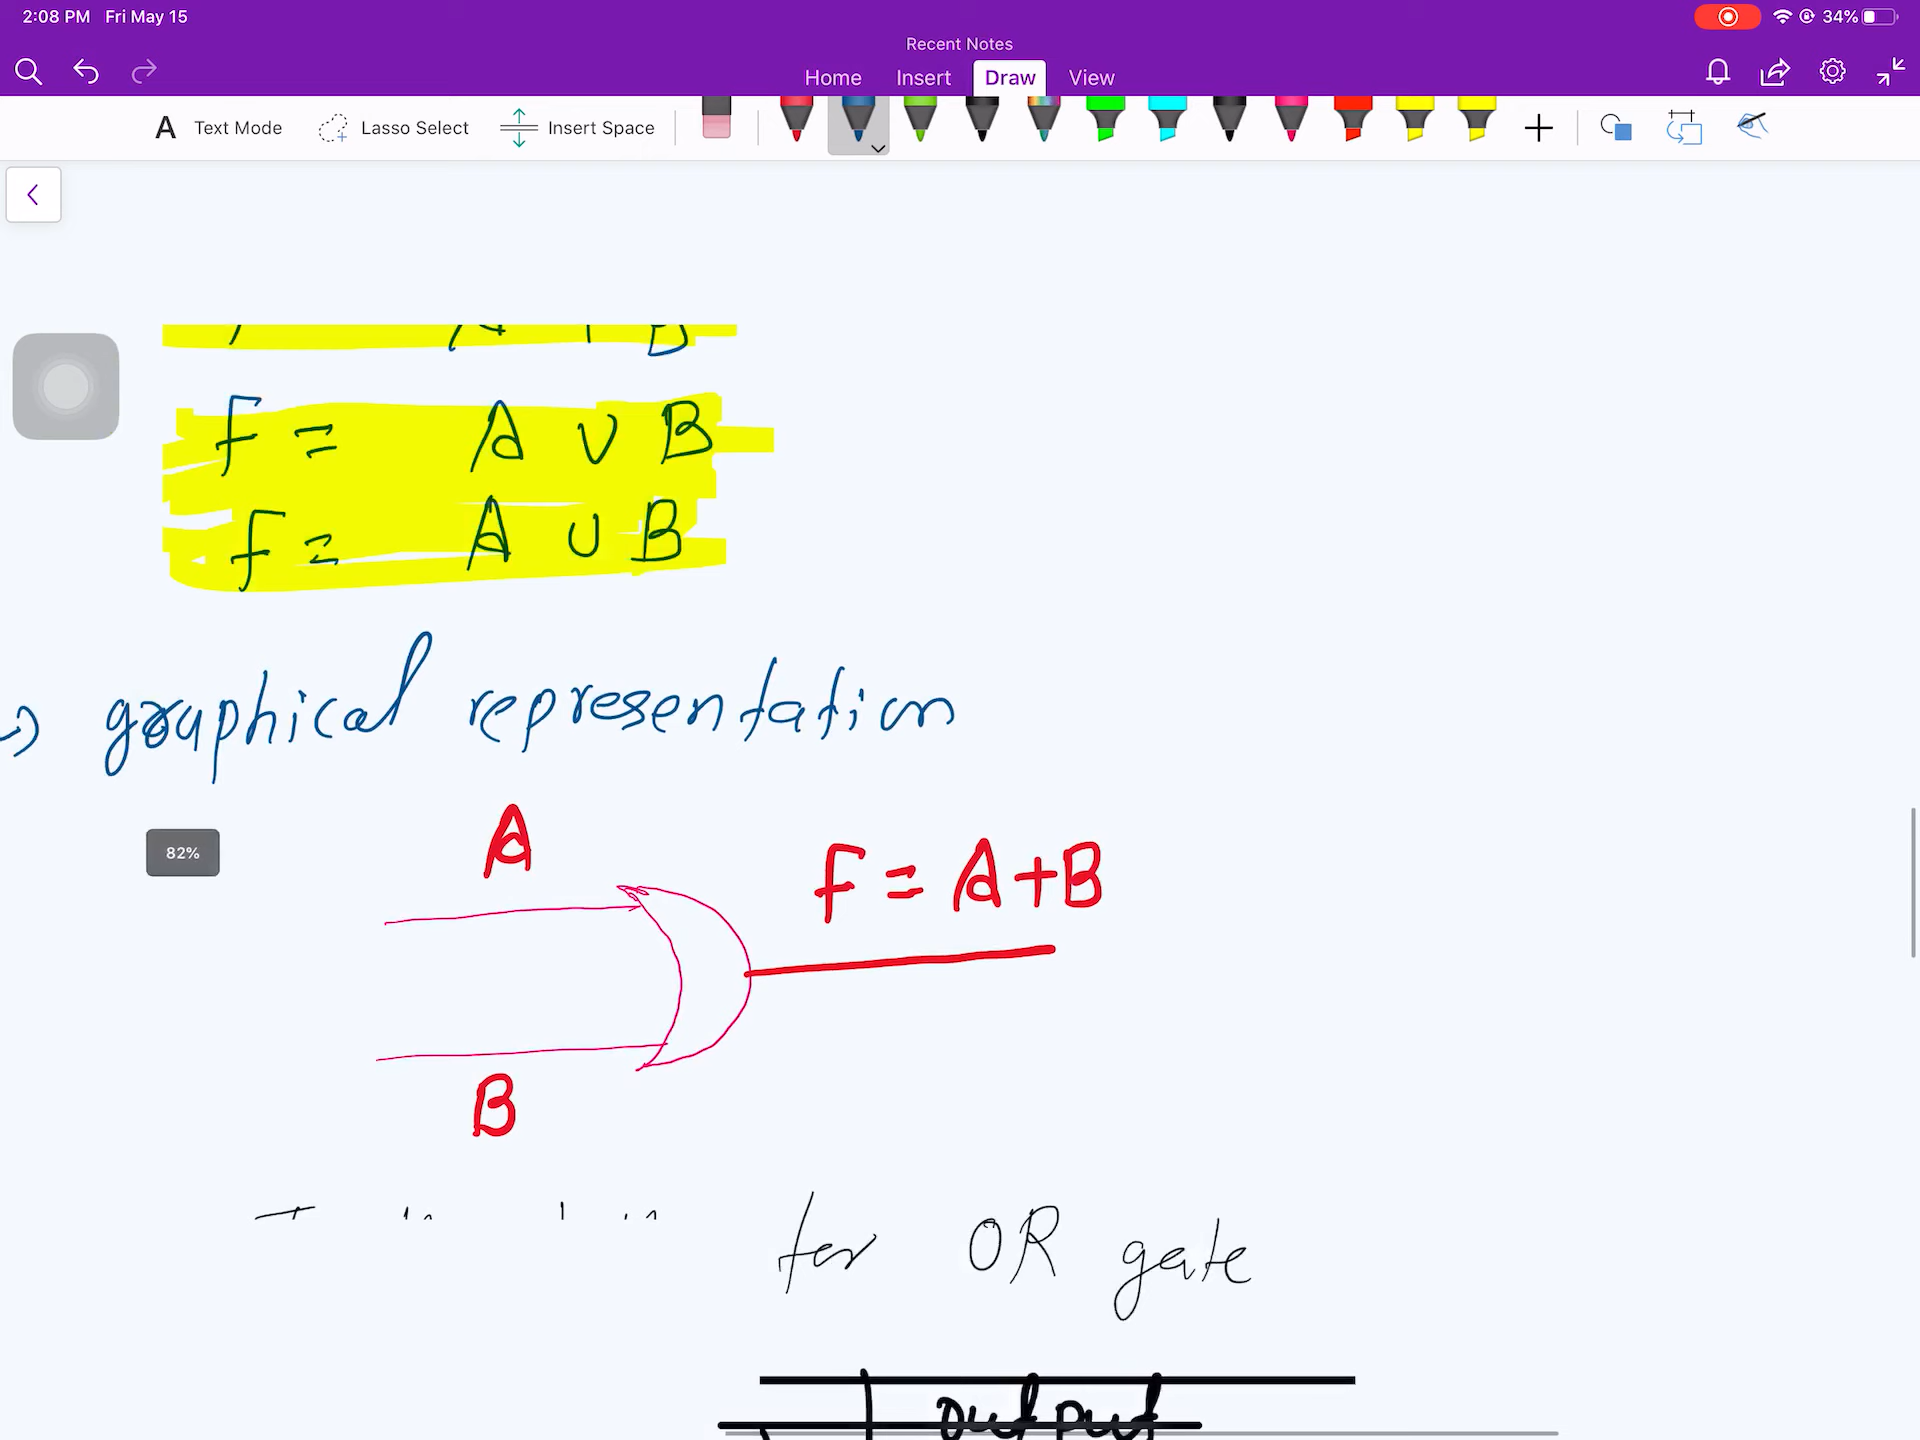 2:08 PM Fri May 15
34%
Recent Notes
Home Insert Draw View
A Text Mode Lasso Select Insert Space
F = A ∨ B
F = A ∪ B
graphical representation
A
82%
F = A+B
B
for OR gate
output